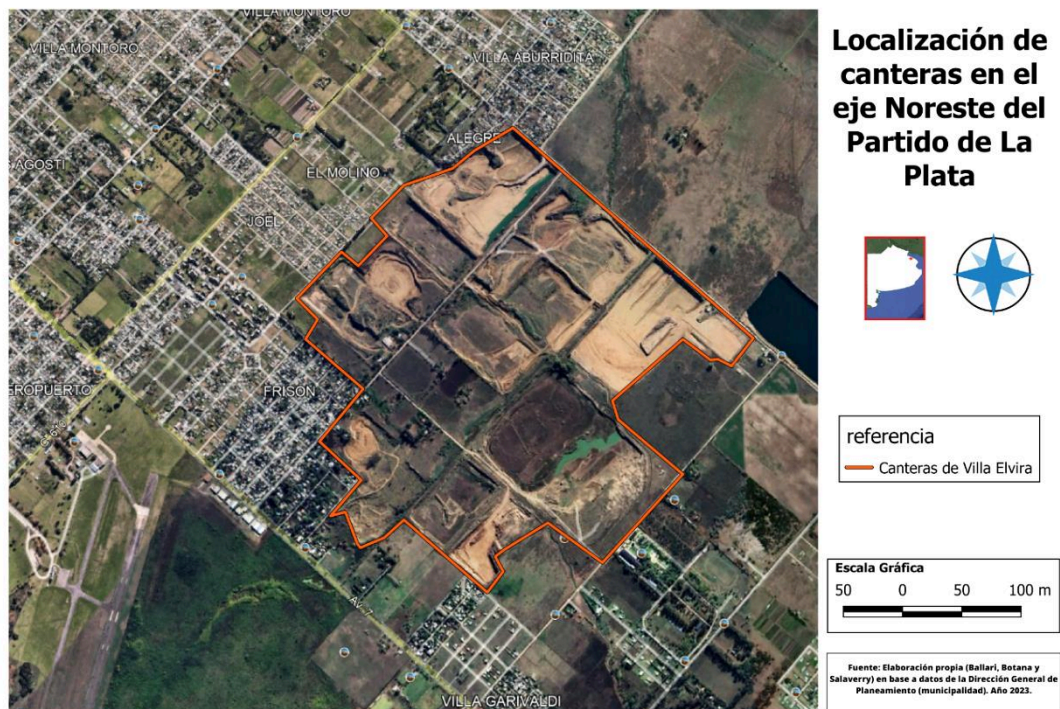 VILLA MONTORO
VILLA MONTORO
VILLA ABURRIDITA
ALEGRE
S AGOSTI
EL MOLINO
JOEL
EROPUERTO
FRISON
Av. 7
VILLA GARIVALDI
Localización de
canteras en el
eje Noreste del
Partido de La
Plata
referencia
Canteras de Villa Elvira
Escala Gráfica
50 0 50 100 m
Fuente: Elaboración propia (Ballari, Botana y
Salaverry) en base a datos de la Dirección General de
Planeamiento (municipalidad). Año 2023.